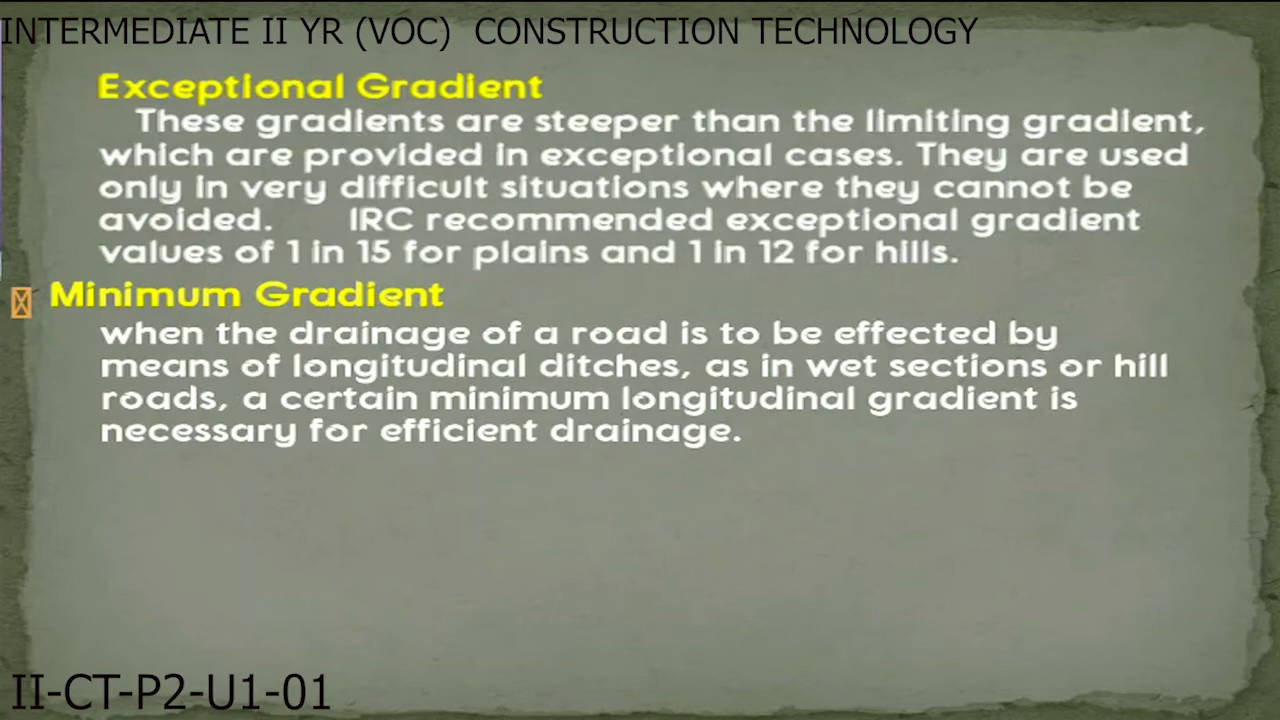 INTERMEDIATE II YR (VOC) CONSTRUCTION TECHNOLOGY
Exceptional Gradient
These gradients are steeper than the limiting gradient,
which are provided in exceptional cases. They are used
only in very difficult situations where they cannot be
avoided. IRC recommended exceptional gradient
values of 1 in 15 for plains and 1 in 12 for hills.
Minimum Gradient
when the drainage of a road is to be effected by
means of longitudinal ditches, as in wet sections or hill
roads, a certain minimum longitudinal gradient is
necessary for efficient drainage.
II-CT-P2-U1-01